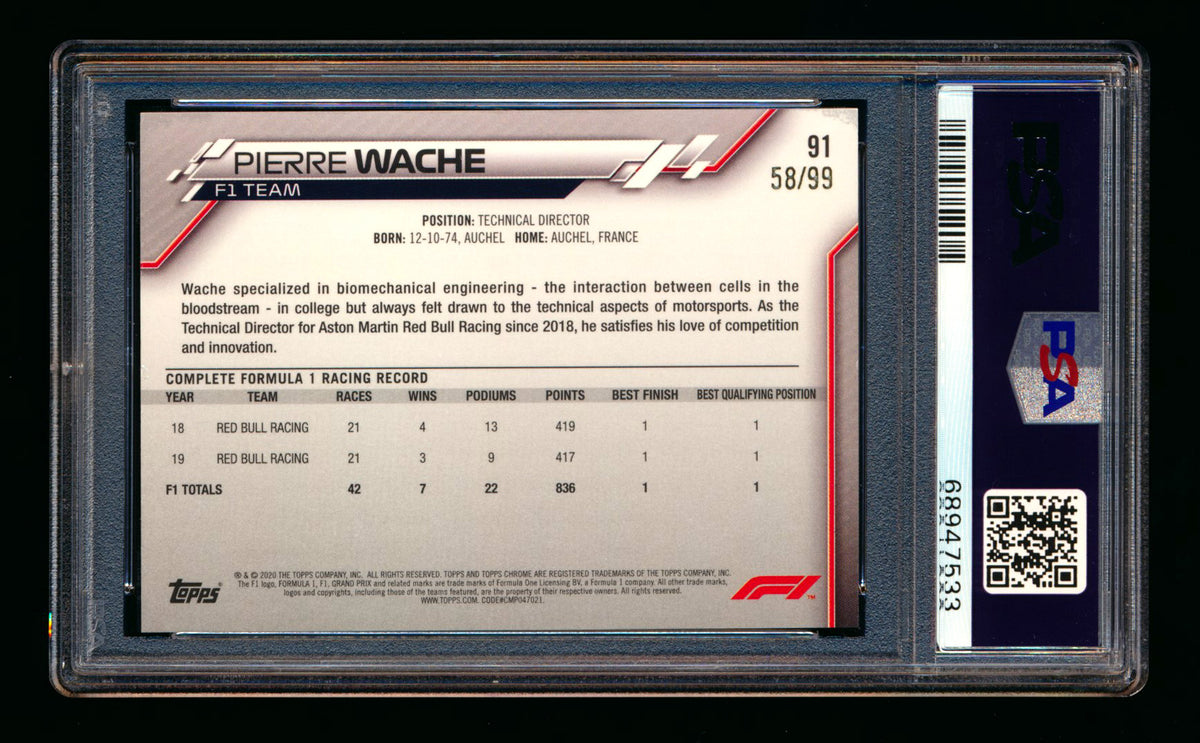 PIERRE WACHE
F1 TEAM
91
58/99
POSITION: TECHNICAL DIRECTOR
BORN: 12-10-74, AUCHEL HOME: AUCHEL, FRANCE
Wache specialized in biomechanical engineering - the interaction between cells in the
bloodstream - in college but always felt drawn to the technical aspects of motorsports. As the
Technical Director for Aston Martin Red Bull Racing since 2018, he satisfies his love of competition
and innovation.
COMPLETE FORMULA 1 RACING RECORD
YEAR TEAM RACES WINS PODIUMS POINTS BEST FINISH BEST QUALIFYING POSITION
18 RED BULL RACING 21 4 13 419 1 1
19 RED BULL RACING 21 3 9 417 1 1
F1 TOTALS 42 7 22 836 1 1
Topps®
® & © 2020 THE TOPPS COMPANY, INC. ALL RIGHTS RESERVED. TOPPS AND TOPPS CHROME ARE REGISTERED TRADEMARKS OF THE TOPPS COMPANY, INC.
The F1 logo, FORMULA 1, F1, GRAND PRIX and related marks are trade marks of Formula One Licensing BV, a Formula 1 company. All other trade marks,
logos and copyrights, including those of the teams featured, are the property of their respective owners. All rights reserved.
WWW.TOPPS.COM. CODE#CMP047021.
F1™
PSA
PSA
68947533